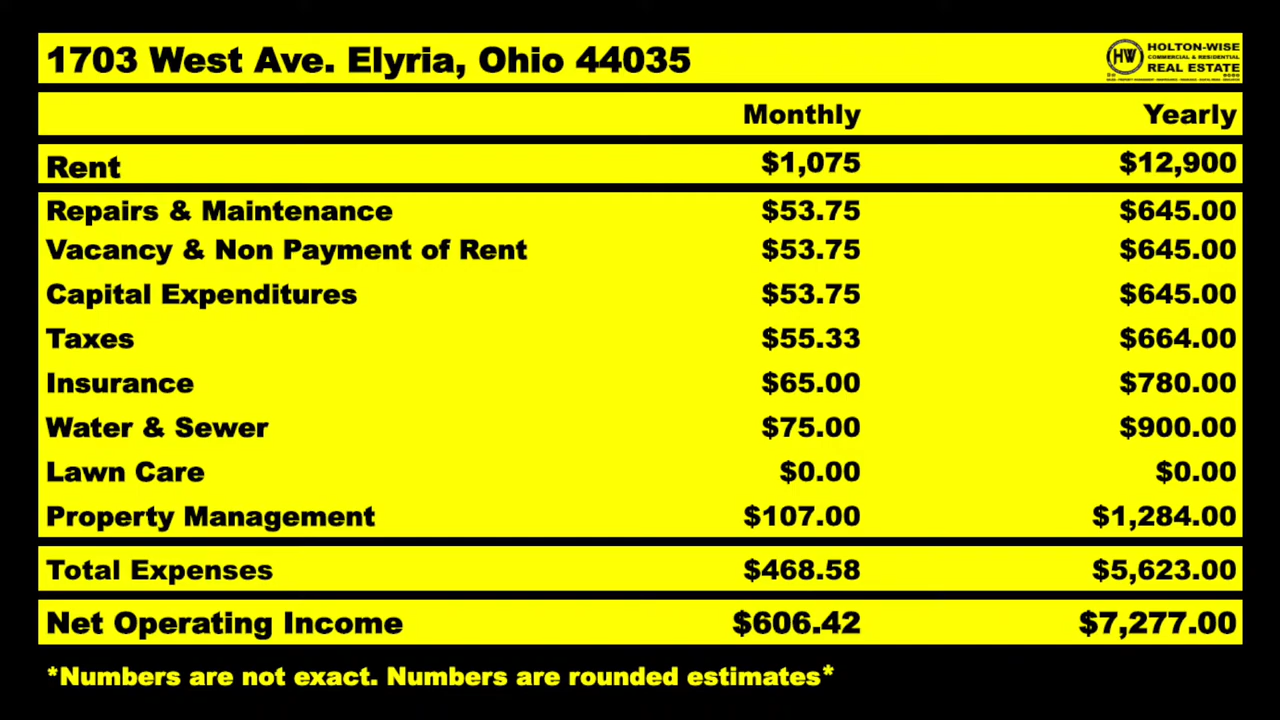 1703 West Ave. Elyria, Ohio 44035
HW
HOLTON-WISE
COMMERCIAL & RESIDENTIAL
REAL ESTATE
Monthly Yearly
Rent $1,075 $12,900
Repairs & Maintenance $53.75 $645.00
Vacancy & Non Payment of Rent $53.75 $645.00
Capital Expenditures $53.75 $645.00
Taxes $55.33 $664.00
Insurance $65.00 $780.00
Water & Sewer $75.00 $900.00
Lawn Care $0.00 $0.00
Property Management $107.00 $1,284.00
Total Expenses $468.58 $5,623.00
Net Operating Income $606.42 $7,277.00
*Numbers are not exact. Numbers are rounded estimates*